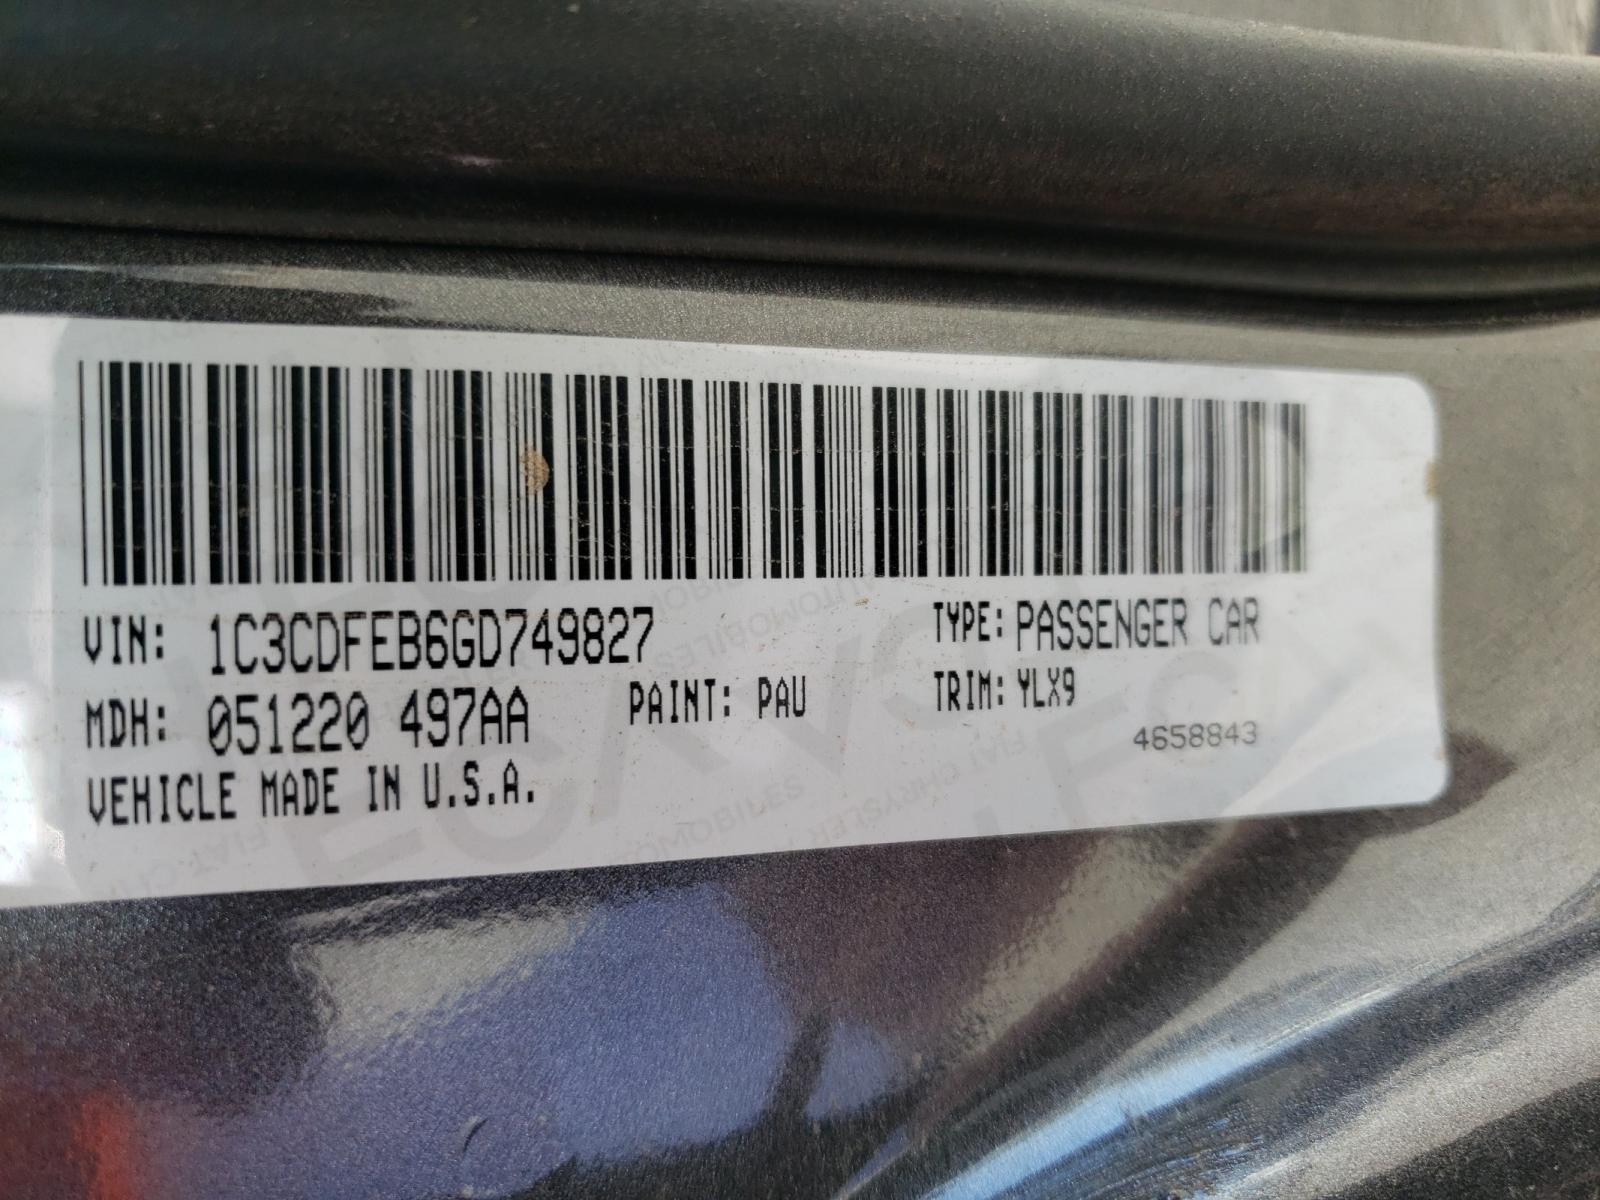 VIN: 1C3CDFEB6GD749827 TYPE: PASSENGER CAR
MDH: 051220 497AA PAINT: PAU TRIM: YLX9
4658843
VEHICLE MADE IN U.S.A.